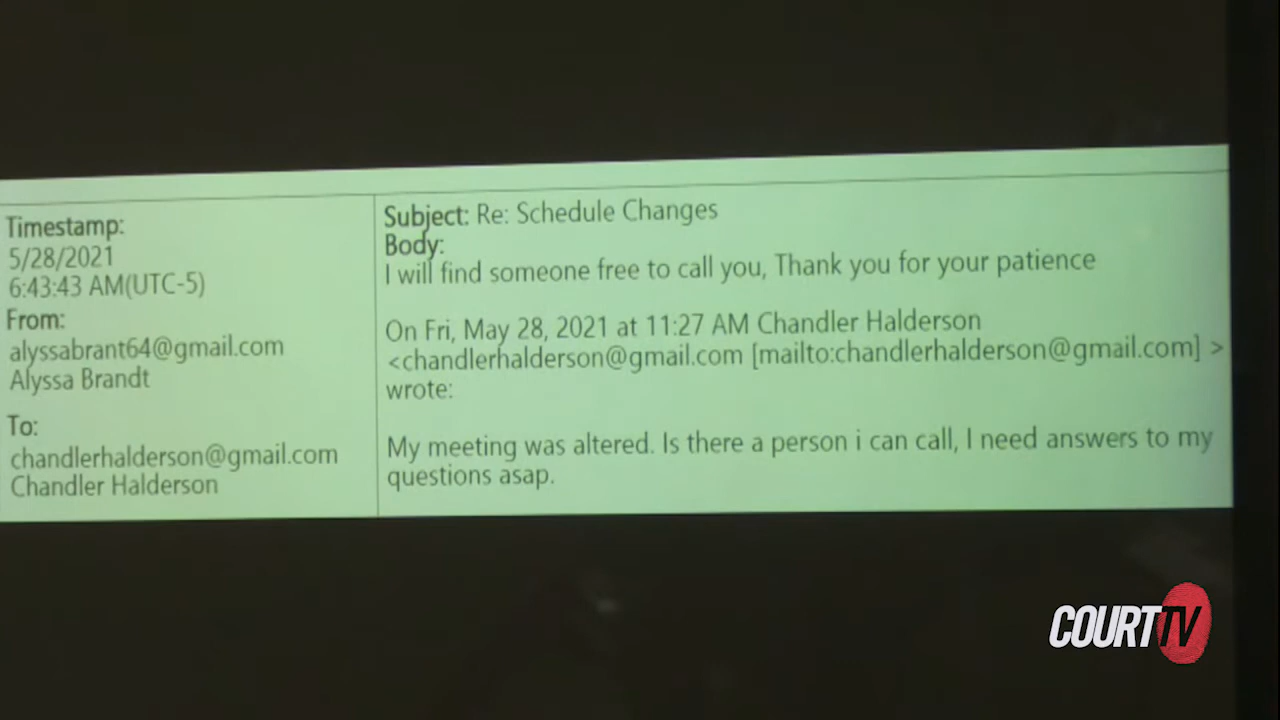 Timestamp:
5/28/2021
6:43:43 AM(UTC-5)
From:
alyssabrant64@gmail.com
Alyssa Brandt
To:
chandlerhalderson@gmail.com
Chandler Halderson
Subject: Re: Schedule Changes
Body:
I will find someone free to call you, Thank you for your patience
On Fri, May 28, 2021 at 11:27 AM Chandler Halderson
<chandlerhalderson@gmail.com [mailto:chandlerhalderson@gmail.com] >
wrote:
My meeting was altered. Is there a person i can call, I need answers to my
questions asap.
COURT TV